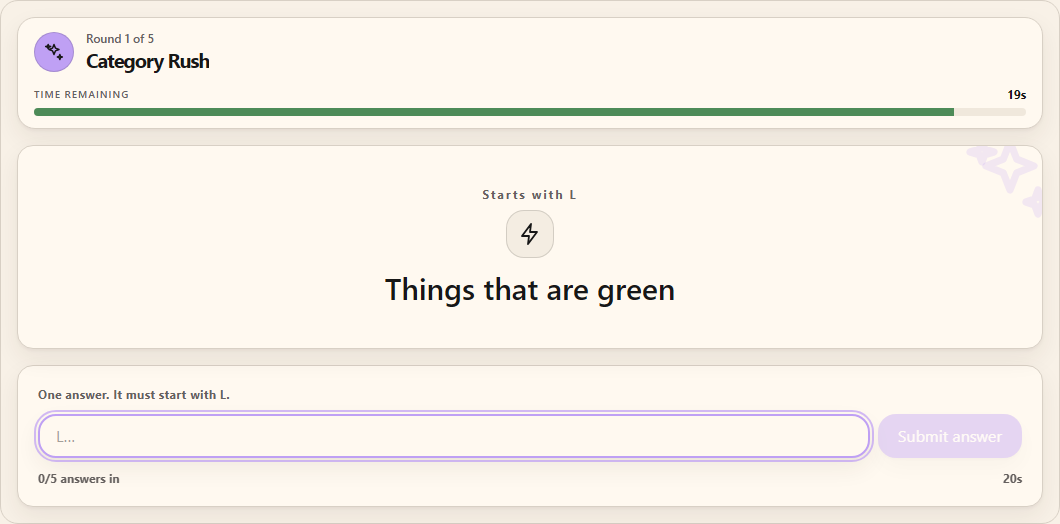 Round 1 of 5
Category Rush
TIME REMAINING
19s
Starts with L
Things that are green
One answer. It must start with L.
L...
Submit answer
0/5 answers in
20s